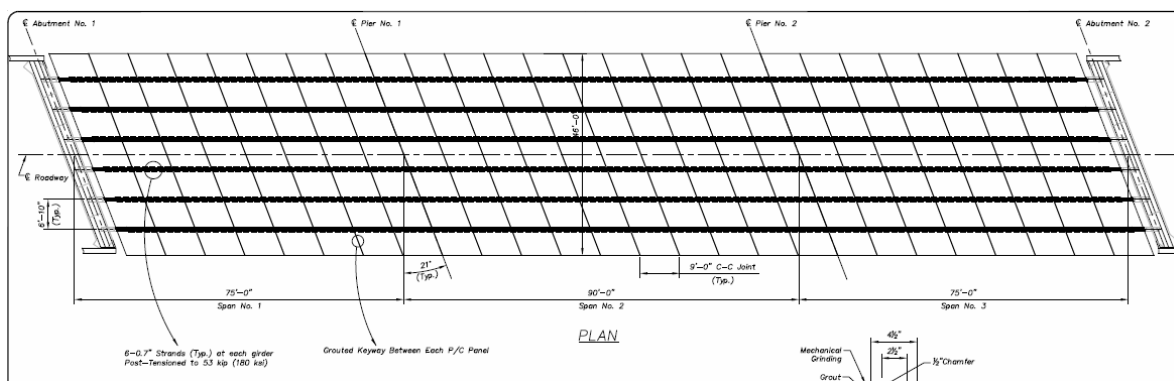 ℄ Abutment No. 1
℄ Pier No. 1
℄ Pier No. 2
℄ Abutment No. 2
46'-0"
℄ Roadway
6'-10"
(Typ.)
21°
(Typ.)
9'-0" C-C Joint
(Typ.)
75'-0"
Span No. 1
90'-0"
Span No. 2
75'-0"
Span No. 3
6-0.7" Strands (Typ.) at each girder
Post-Tensioned to 53 kip (180 ksi)
Grouted Keyway Between Each P/C Panel
PLAN
4½"
2½"
Mechanical
Grinding
½"Chamfer
Grout